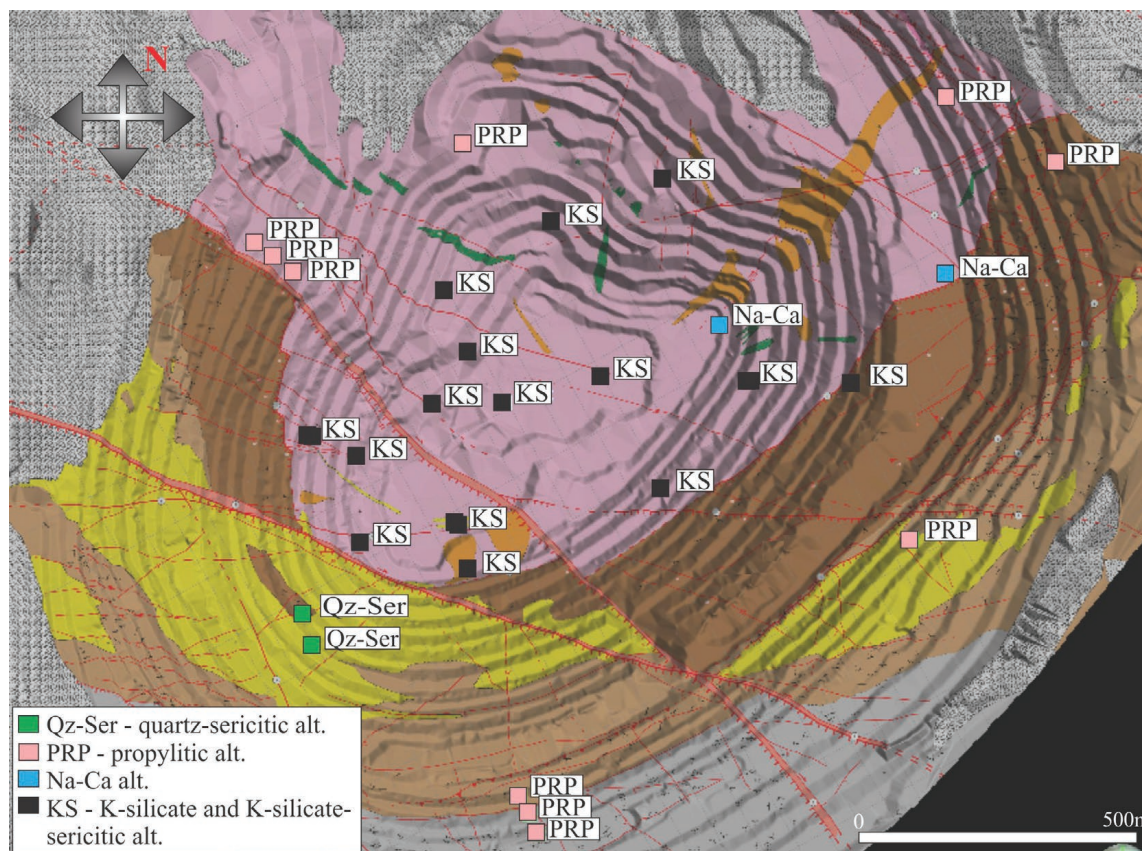 N
PRP
PRP
PRP
KS
KS
PRP
PRP
PRP
Na-Ca
KS
Na-Ca
KS
KS
KS
KS
KS
KS
KS
KS
KS
KS
KS
PRP
KS
KS
Qz-Ser
Qz-Ser
Qz-Ser - quartz-sericitic alt.
PRP - propylitic alt.
Na-Ca alt.
KS - K-silicate and K-silicate-
sericitic alt.
PRP
PRP
PRP
0
500m